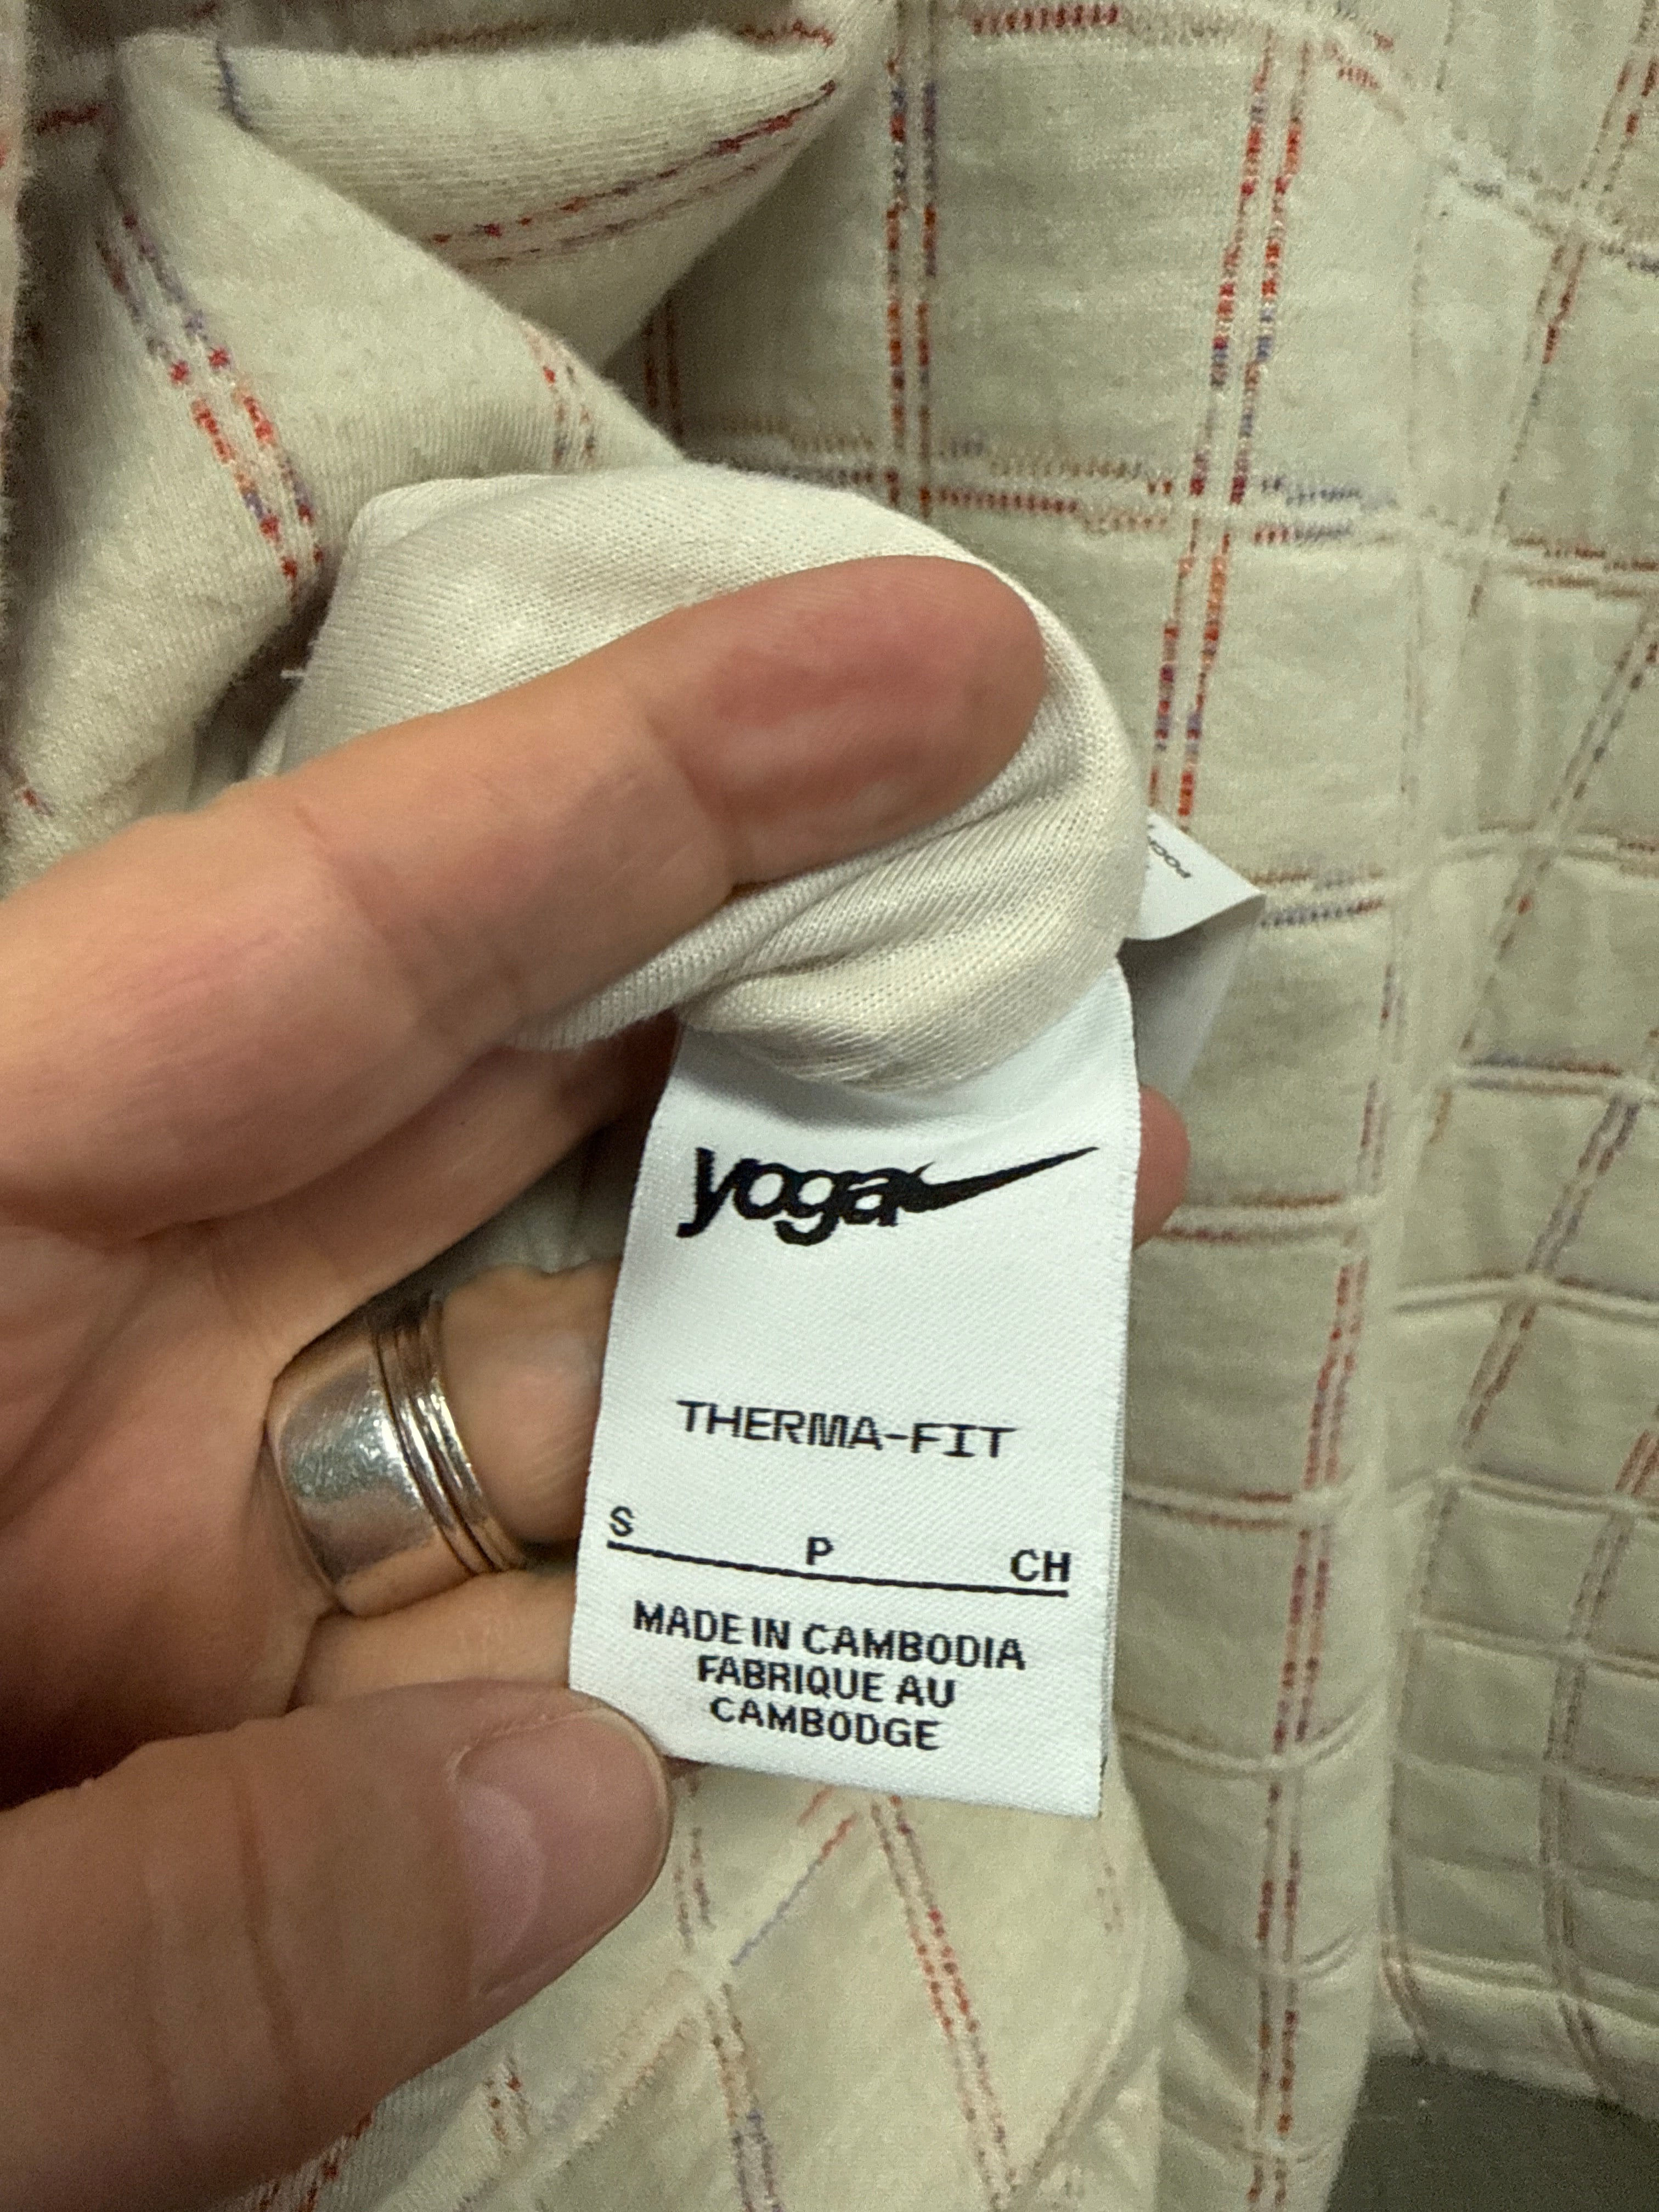 yoga
THERMA-FIT
S P CH
MADE IN CAMBODIA
FABRIQUE AU
CAMBODGE